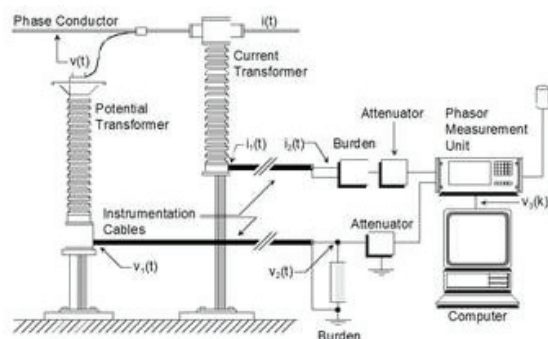 Phase Conductor
i(t)
v(t)
Current
Transformer
Potential
Transformer
i₁(t)
i₂(t)
Burden
Attenuator
Phasor
Measurement
Unit
Instrumentation
Cables
Attenuator
v₁(t)
v₂(t)
v₃(k)
Burden
Computer